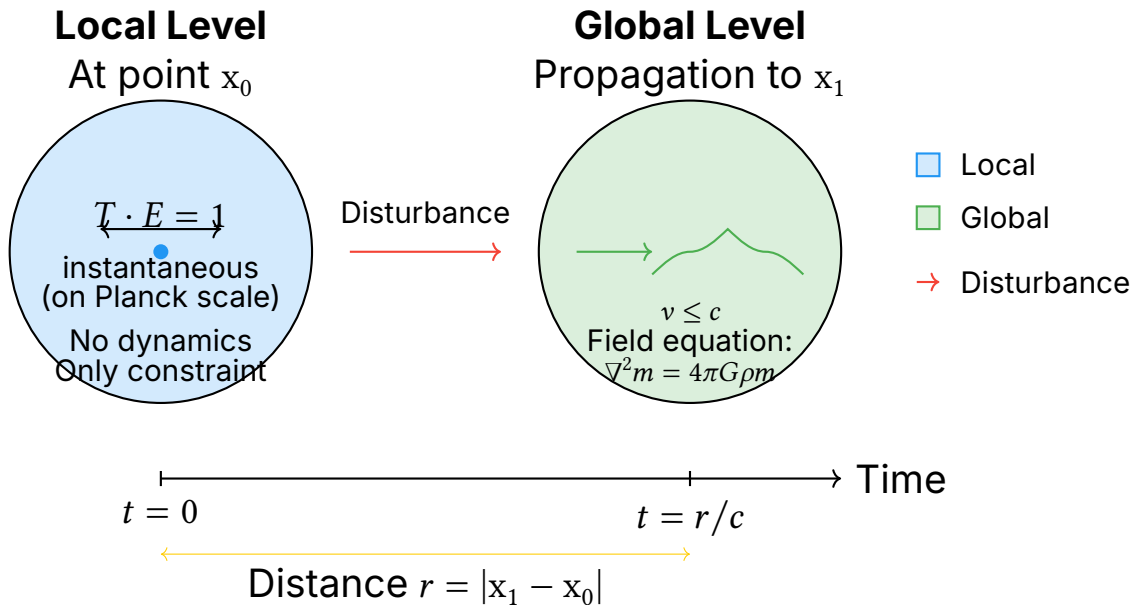 Local Level
At point x₀
T · E = 1
instantaneous
(on Planck scale)
No dynamics
Only constraint
Disturbance
Global Level
Propagation to x₁
v ≤ c
Field equation:
∇²m = 4πGρm
Local
Global
Disturbance
Time
t = 0
t = r/c
Distance r = |x₁ − x₀|